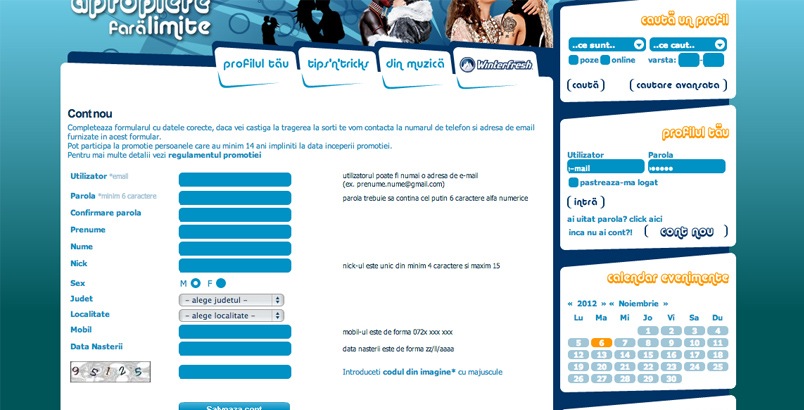 apropiere
farălimite
profilul tău
tips'n'tricks
din muzică
Winterfresh
Cont nou
Completeaza formularul cu datele corecte, daca vei castiga la tragerea la sorti te vom contacta la numarul de telefon si adresa de email
furnizate in acest formular.
Pot participa la promotie persoanele care au minim 14 ani impliniti la data inceperii promotiei.
Pentru mai multe detalii vezi regulamentul promotiei
Utilizator *email
utilizatorul poate fi numai o adresa de e-mail
(ex. prenume.nume@gmail.com)
Parola *minim 6 caractere
parola trebuie sa contina cel putin 6 caractere alfa numerice
Confirmare parola
Prenume
Nume
Nick
nick-ul este unic din minim 4 caractere si maxim 15
Sex M F
Judet – alege judetul –
Localitate – alege localitate –
Mobil
mobil-ul este de forma 072x xxx xxx
Data Nasterii
data nasterii este de forma zz/ll/aaaa
9 5 1 2 5
Introduceti codul din imagine* cu majuscule
Salveaza cont
caută un profil
..ce sunt..
..ce caut..
poze
online
varsta:
-
(caută)
(cautare avansata)
profilul tău
Utilizator
Parola
e-mail
••••••
pastreaza-ma logat
(intră)
ai uitat parola? click aici
inca nu ai cont?!
(cont nou)
calendar evenimente
« 2012 » « Noiembrie »
Lu Ma Mi Jo Vi Sa Du
1 2 3 4
5 6 7 8 9 10 11
12 13 14 15 16 17 18
19 20 21 22 23 24 25
26 27 28 29 30